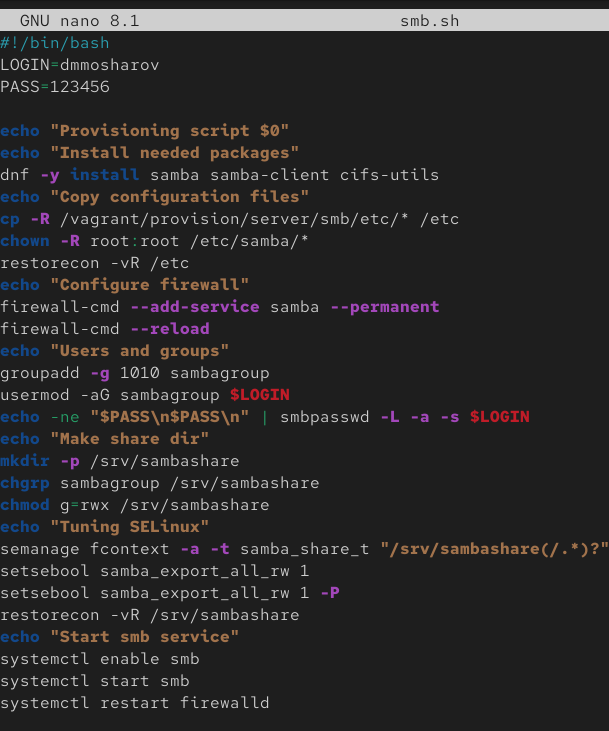 GNU nano 8.1 smb.sh
#!/bin/bash
LOGIN=dmmosharov
PASS=123456
echo "Provisioning script $0"
echo "Install needed packages"
dnf -y install samba samba-client cifs-utils
echo "Copy configuration files"
cp -R /vagrant/provision/server/smb/etc/* /etc
chown -R root:root /etc/samba/*
restorecon -vR /etc
echo "Configure firewall"
firewall-cmd --add-service samba --permanent
firewall-cmd --reload
echo "Users and groups"
groupadd -g 1010 sambagroup
usermod -aG sambagroup $LOGIN
echo -ne "$PASS\n$PASS\n" | smbpasswd -L -a -s $LOGIN
echo "Make share dir"
mkdir -p /srv/sambashare
chgrp sambagroup /srv/sambashare
chmod g=rwx /srv/sambashare
echo "Tuning SELinux"
semanage fcontext -a -t samba_share_t "/srv/sambashare(/.*)?"
setsebool samba_export_all_rw 1
setsebool samba_export_all_rw 1 -P
restorecon -vR /srv/sambashare
echo "Start smb service"
systemctl enable smb
systemctl start smb
systemctl restart firewalld